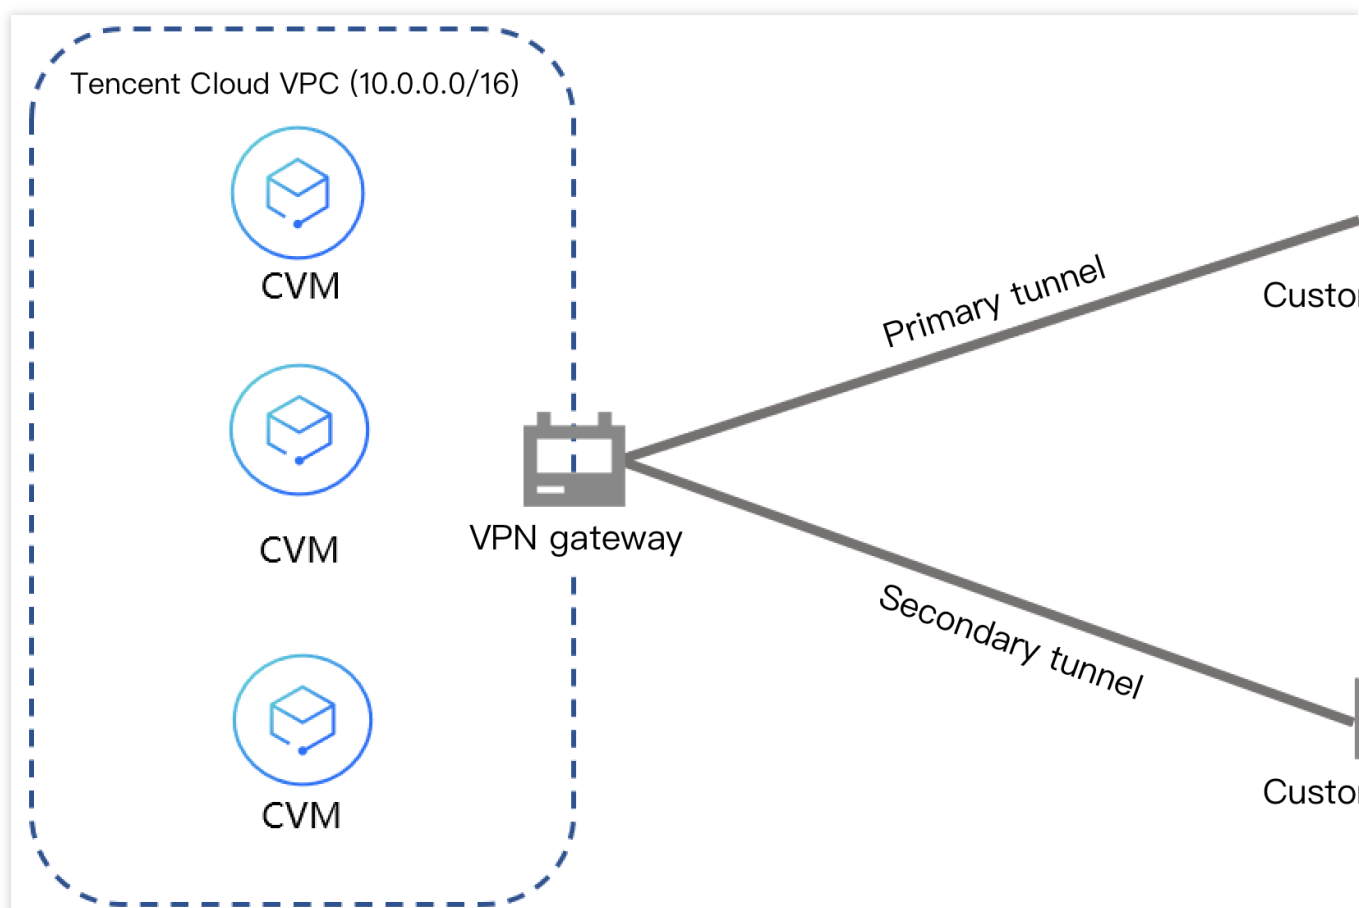 Tencent Cloud VPC (10.0.0.0/16)
CVM
Primary tunnel
CVM
VPN gateway
Secondary tunnel
CVM